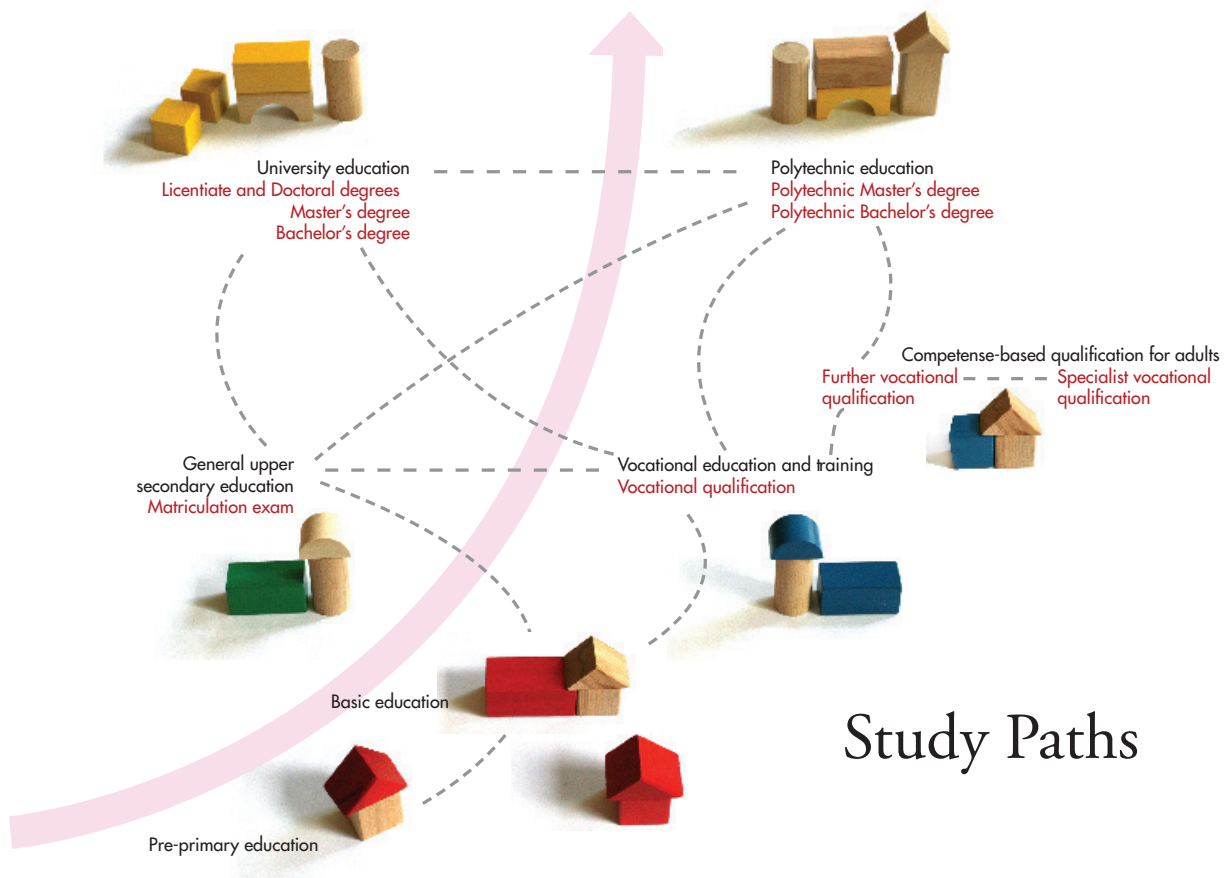 University education
Licentiate and Doctoral degrees
Master's degree
Bachelor's degree
Polytechnic education
Polytechnic Master's degree
Polytechnic Bachelor's degree
Competense-based qualification for adults
Further vocational
qualification
Specialist vocational
qualification
General upper
secondary education
Matriculation exam
Vocational education and training
Vocational qualification
Basic education
Pre-primary education
Study Paths